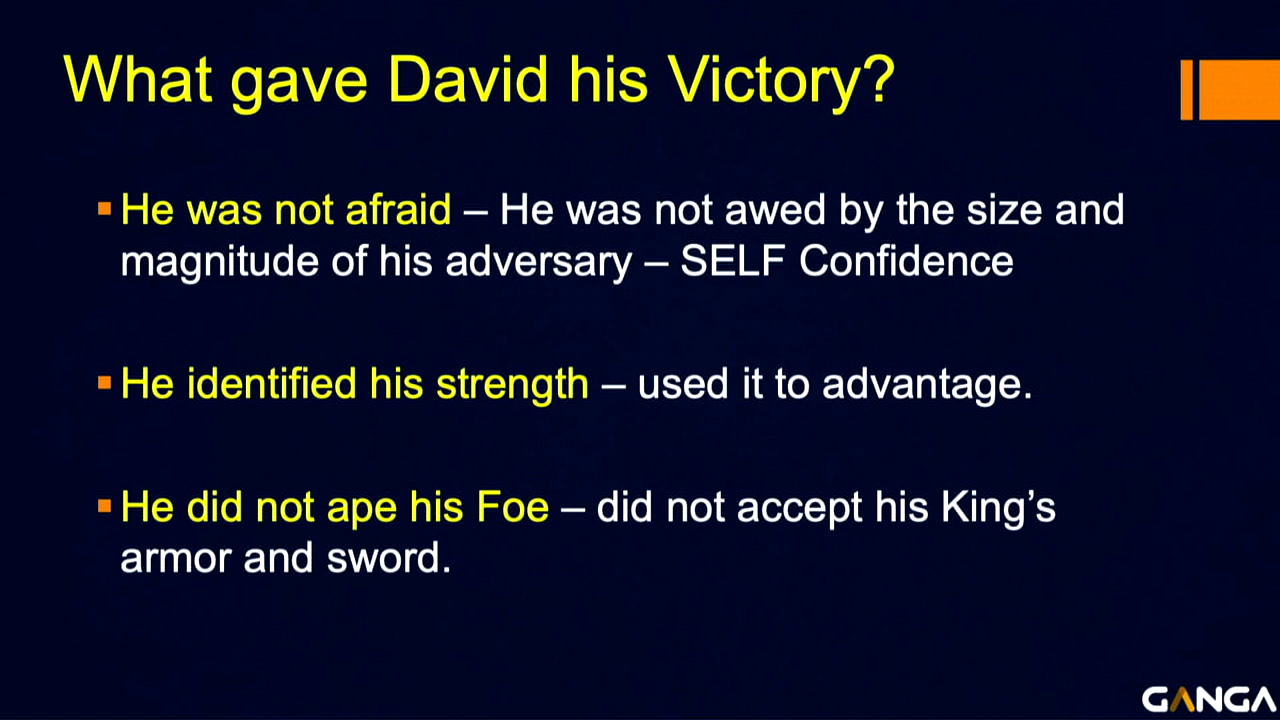 What gave David his Victory?
He was not afraid – He was not awed by the size and
magnitude of his adversary – SELF Confidence
He identified his strength – used it to advantage.
He did not ape his Foe – did not accept his King’s
armor and sword.
GANGA